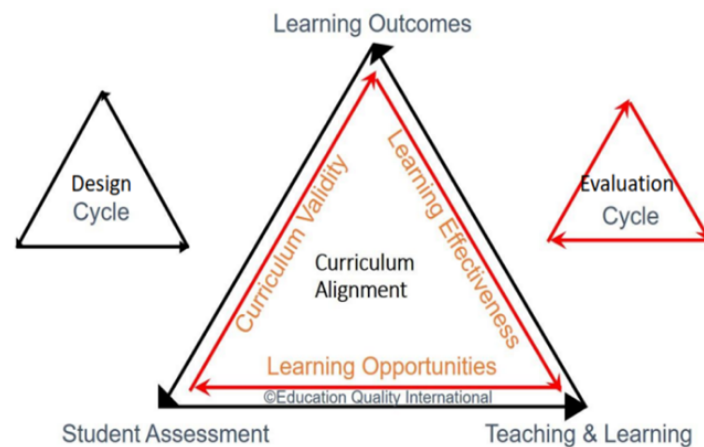 Learning Outcomes
Design
Cycle
Curriculum Validity
Learning Effectiveness
Evaluation
Cycle
Curriculum
Alignment
Learning Opportunities
©Education Quality International
Student Assessment
Teaching & Learning